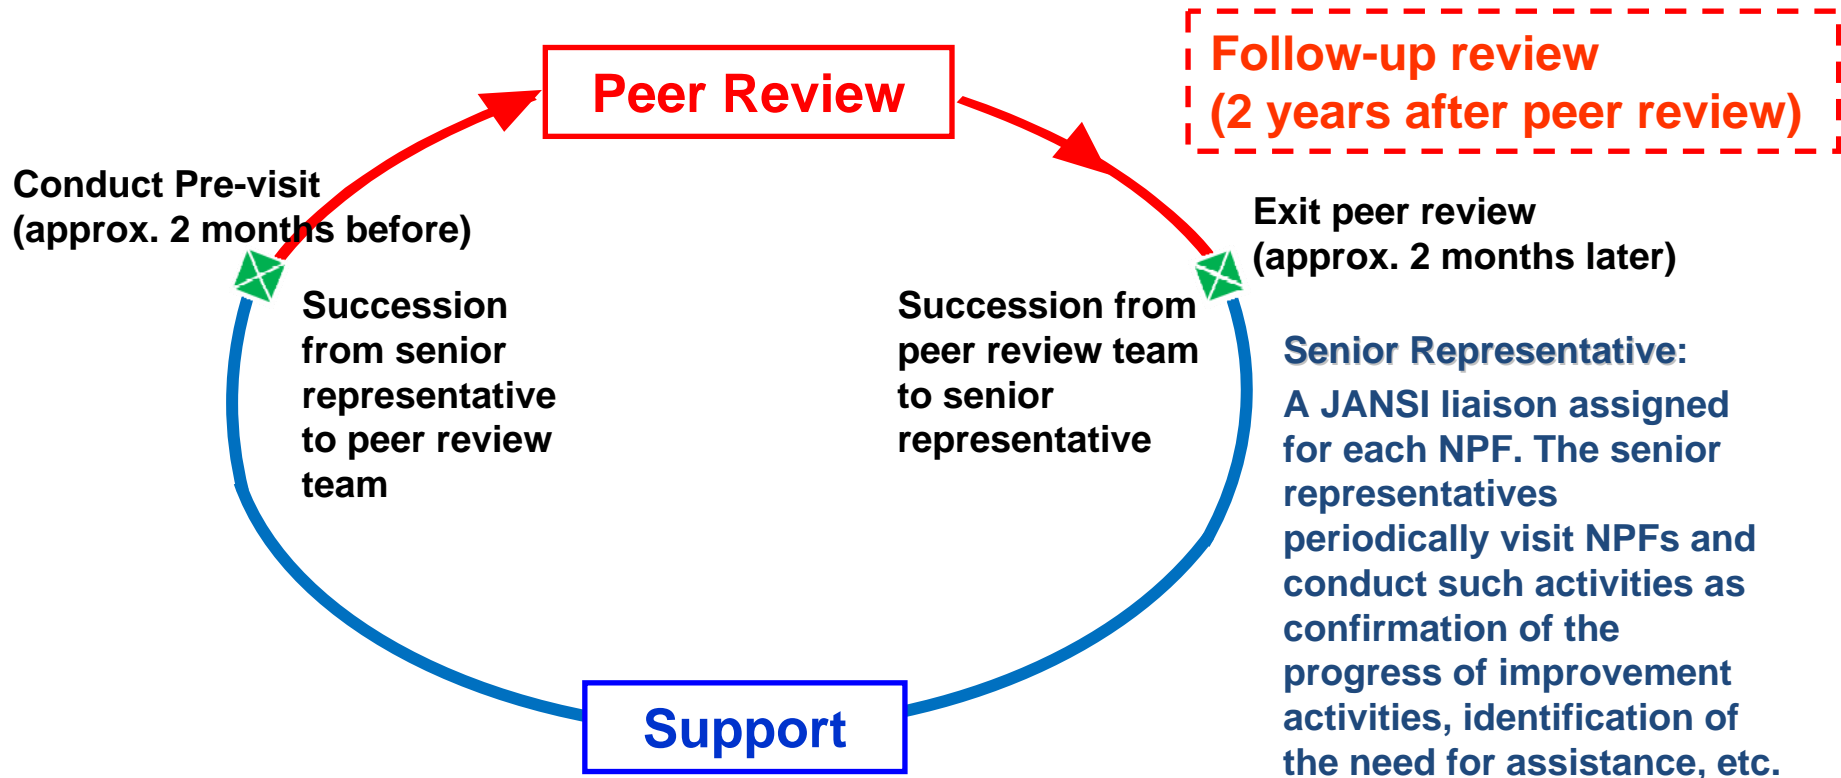 Peer Review
Follow-up review
(2 years after peer review)
Conduct Pre-visit
(approx. 2 months before)
Exit peer review
(approx. 2 months later)
Succession
from senior
representative
to peer review
team
Succession from
peer review team
to senior
representative
Senior Representative:
A JANSI liaison assigned
for each NPF. The senior
representatives
periodically visit NPFs and
conduct such activities as
confirmation of the
progress of improvement
activities, identification of
the need for assistance, etc.
Support